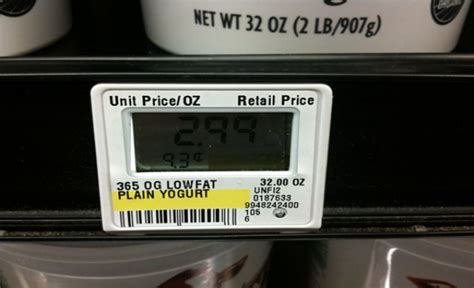 NET WT 32 OZ (2 LB/907g)
Unit Price/OZ Retail Price
2.99
9.3¢
365 OG LOWFAT 32.00 OZ
PLAIN YOGURT UNFI2
0187633
9948242400
105
6